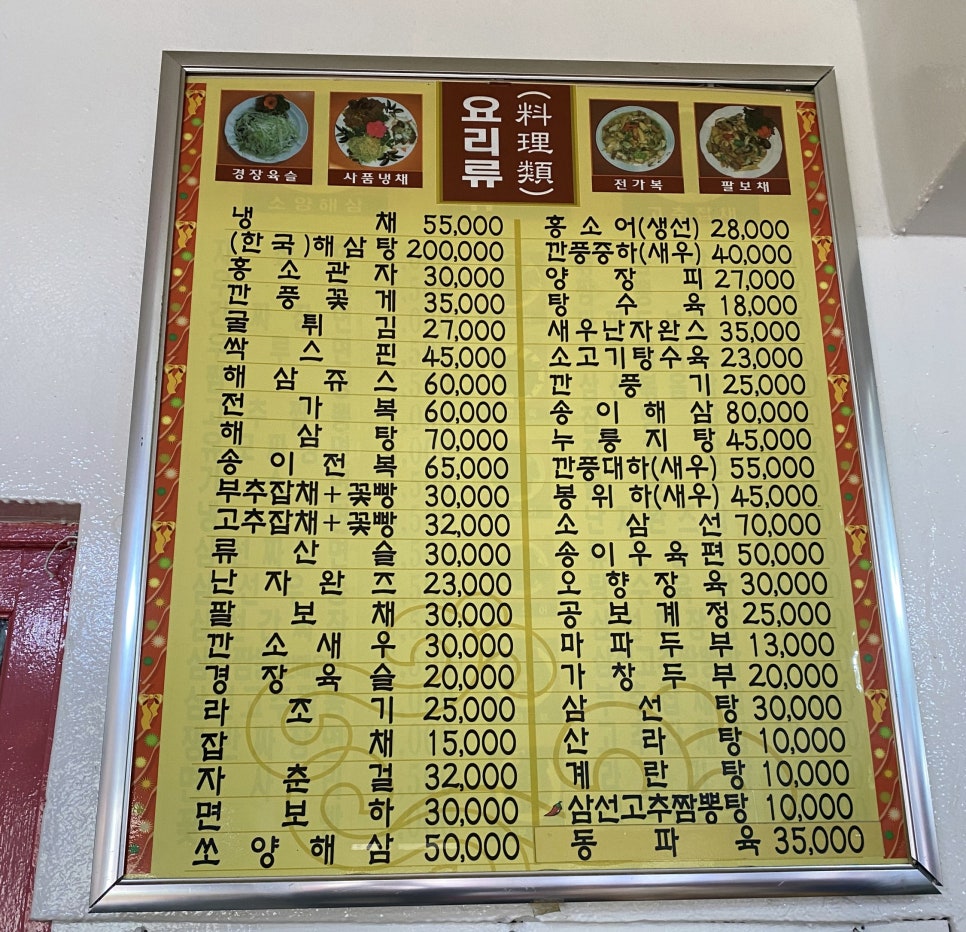 요리류
(料理類)
경장육슬
사품냉채
전가복
팔보채
냉채 55,000
(한국)해삼탕 200,000
홍소관자 30,000
깐풍꽃게 35,000
굴튀김 27,000
싹스핀 45,000
해삼쥬스 60,000
전가복 60,000
해삼탕 70,000
송이전복 65,000
부추잡채+꽃빵 30,000
고추잡채+꽃빵 32,000
류산슬 30,000
난자완즈 23,000
팔보채 30,000
깐소새우 30,000
경장육슬 20,000
라조기 25,000
잡채 15,000
자춘걸 32,000
면보하 30,000
쏘양해삼 50,000
홍소어(생선) 28,000
깐풍중하(새우) 40,000
양장피 27,000
탕수육 18,000
새우난자완스 35,000
소고기탕수육 23,000
깐풍기 25,000
송이해삼 80,000
누룽지탕 45,000
깐풍대하(새우) 55,000
봉위하(새우) 45,000
소삼선 70,000
송이우육편 50,000
오향장육 30,000
공보계정 25,000
마파두부 13,000
가창두부 20,000
삼선탕 30,000
산라탕 10,000
계란탕 10,000
삼선고추짬뽕탕 10,000
동파육 35,000